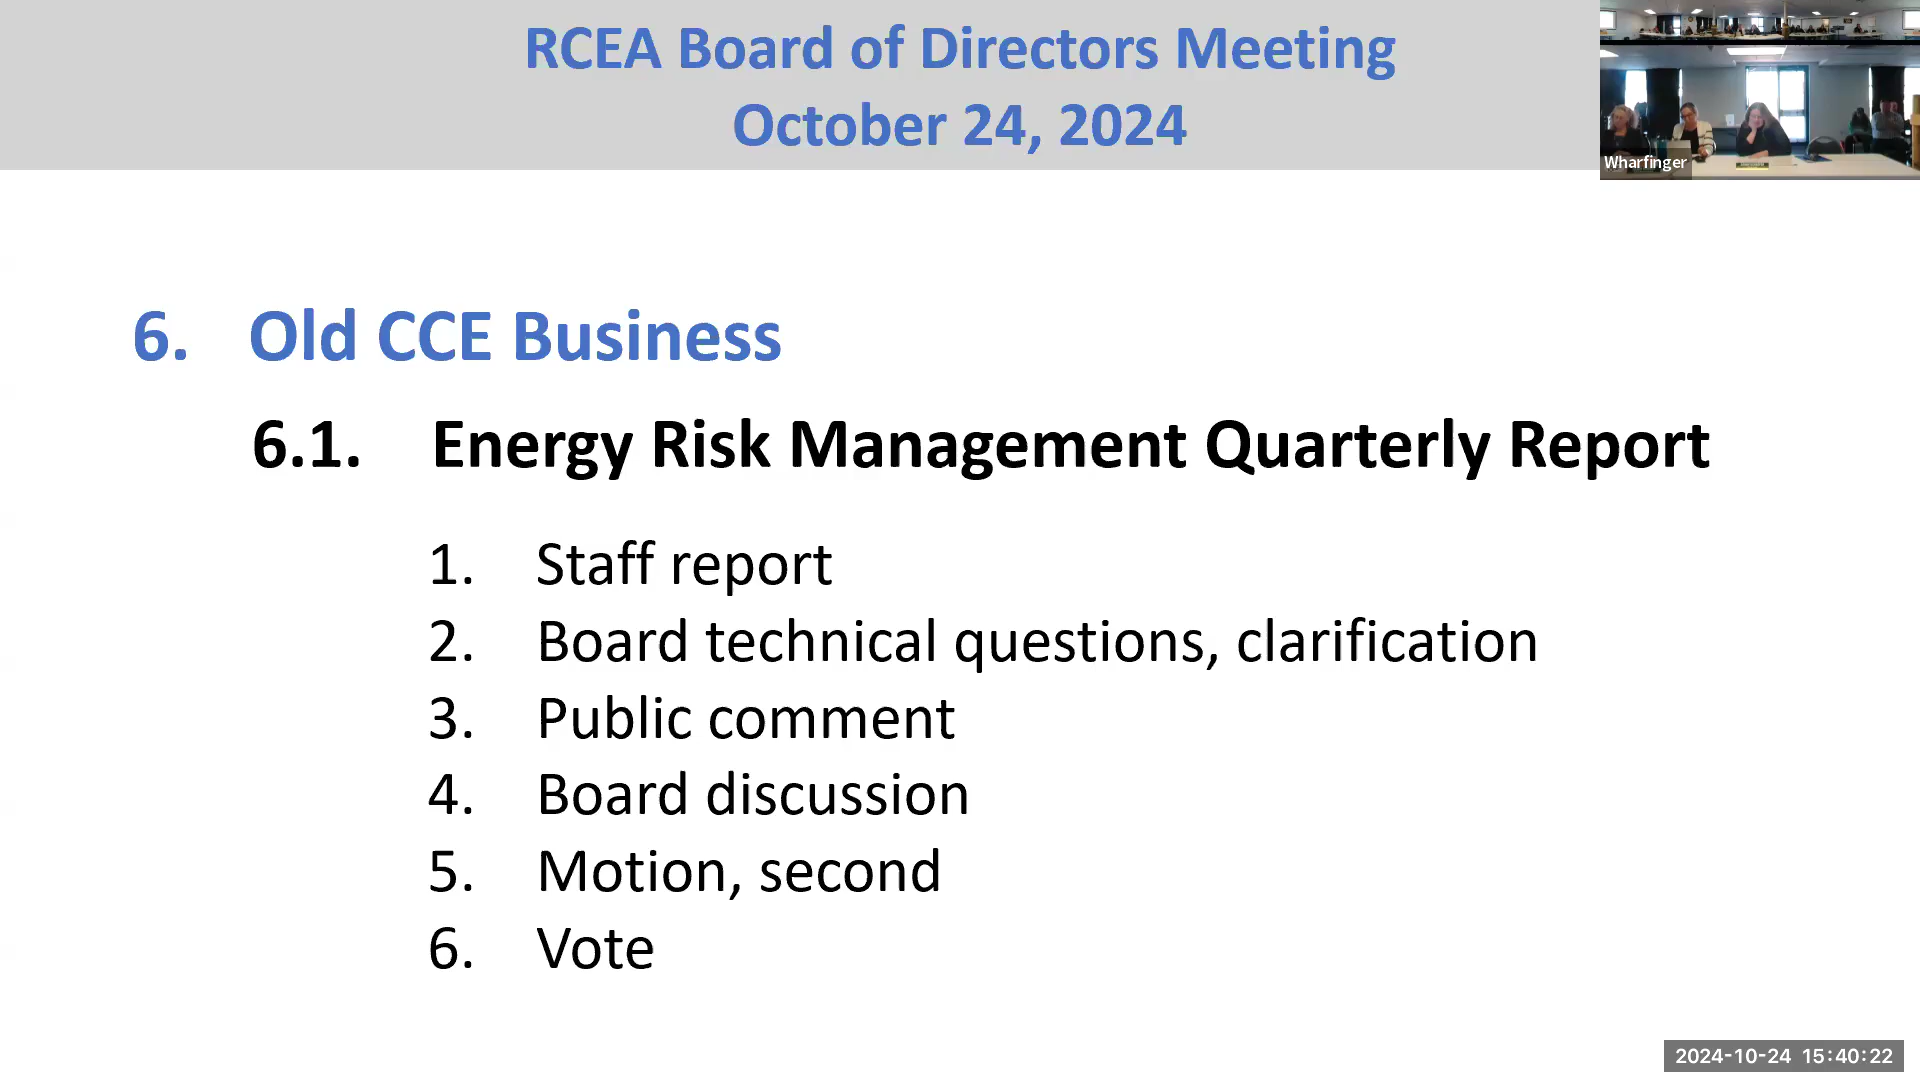 RCEA Board of Directors Meeting
October 24, 2024
Wharfinger
6. Old CCE Business
6.1. Energy Risk Management Quarterly Report
1. Staff report
2. Board technical questions, clarification
3. Public comment
4. Board discussion
5. Motion, second
6. Vote
2024-10-24 15:40:22